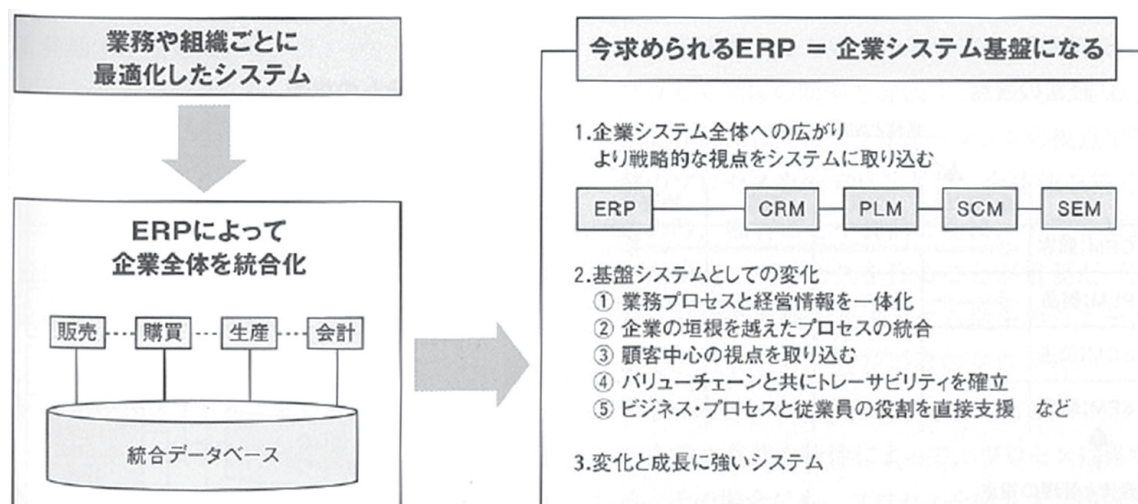 業務や組織ごとに
最適化したシステム
ERPによって
企業全体を統合化
販売
購買
生産
会計
統合データベース
今求められるERP = 企業システム基盤になる
1.企業システム全体への広がり
より戦略的な視点をシステムに取り込む
ERP
CRM
PLM
SCM
SEM
2.基盤システムとしての変化
① 業務プロセスと経営情報を一体化
② 企業の垣根を越えたプロセスの統合
③ 顧客中心の視点を取り込む
④ バリューチェーンと共にトレーサビリティを確立
⑤ ビジネス・プロセスと従業員の役割を直接支援 など
3.変化と成長に強いシステム